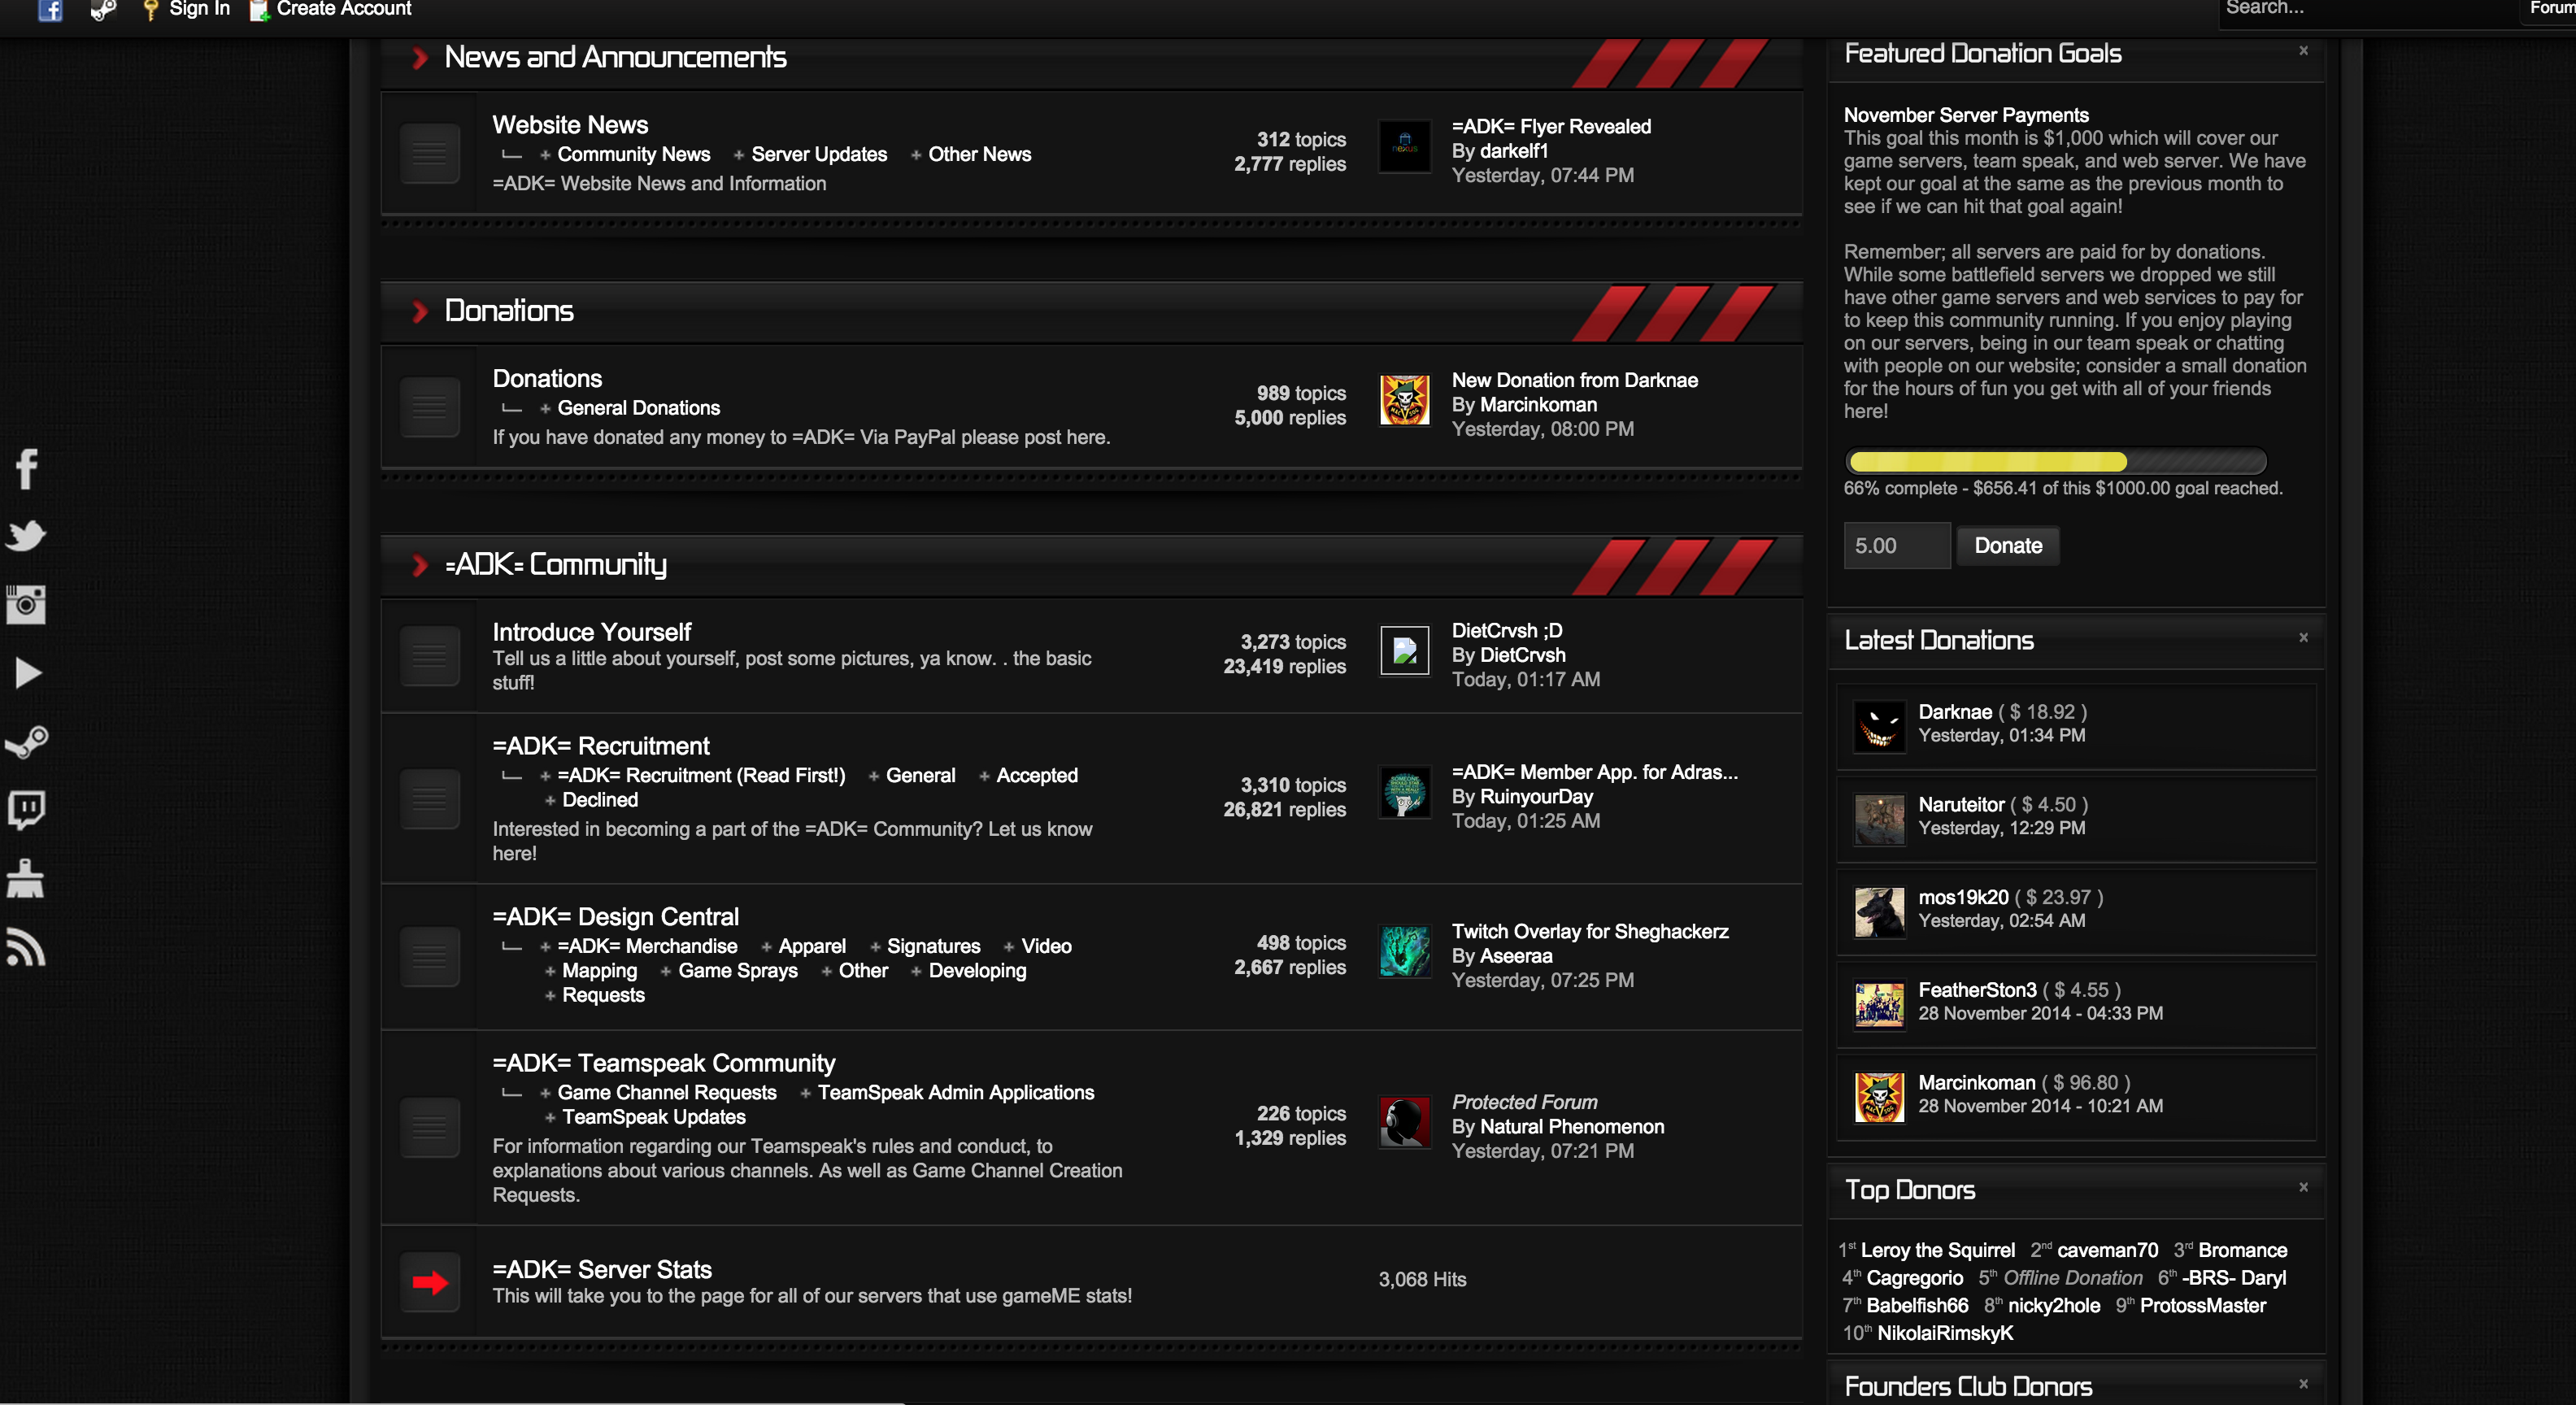 Sign In Create Account
Search...
Forum
News and Announcements
Website News
+ Community News + Server Updates + Other News
=ADK= Website News and Information
312 topics
2,777 replies
nexus
=ADK= Flyer Revealed
By darkelf1
Yesterday, 07:44 PM
Donations
Donations
+ General Donations
If you have donated any money to =ADK= Via PayPal please post here.
989 topics
5,000 replies
New Donation from Darknae
By Marcinkoman
Yesterday, 08:00 PM
=ADK= Community
Introduce Yourself
Tell us a little about yourself, post some pictures, ya know. . the basic
stuff!
3,273 topics
23,419 replies
DietCrvsh ;D
By DietCrvsh
Today, 01:17 AM
=ADK= Recruitment
+ =ADK= Recruitment (Read First!) + General + Accepted
+ Declined
Interested in becoming a part of the =ADK= Community? Let us know
here!
3,310 topics
26,821 replies
=ADK= Member App. for Adras...
By RuinyourDay
Today, 01:25 AM
=ADK= Design Central
+ =ADK= Merchandise + Apparel + Signatures + Video
+ Mapping + Game Sprays + Other + Developing
+ Requests
498 topics
2,667 replies
Twitch Overlay for Sheghackerz
By Aseeraa
Yesterday, 07:25 PM
=ADK= Teamspeak Community
+ Game Channel Requests + TeamSpeak Admin Applications
+ TeamSpeak Updates
For information regarding our Teamspeak's rules and conduct, to
explanations about various channels. As well as Game Channel Creation
Requests.
226 topics
1,329 replies
Protected Forum
By Natural Phenomenon
Yesterday, 07:21 PM
=ADK= Server Stats
This will take you to the page for all of our servers that use gameME stats!
3,068 Hits
Featured Donation Goals
×
November Server Payments
This goal this month is $1,000 which will cover our
game servers, team speak, and web server. We have
kept our goal at the same as the previous month to
see if we can hit that goal again!
Remember; all servers are paid for by donations.
While some battlefield servers we dropped we still
have other game servers and web services to pay for
to keep this community running. If you enjoy playing
on our servers, being in our team speak or chatting
with people on our website; consider a small donation
for the hours of fun you get with all of your friends
here!
66% complete - $656.41 of this $1000.00 goal reached.
5.00 Donate
Latest Donations
×
Darknae ( $ 18.92 )
Yesterday, 01:34 PM
Naruteitor ( $ 4.50 )
Yesterday, 12:29 PM
mos19k20 ( $ 23.97 )
Yesterday, 02:54 AM
FeatherSton3 ( $ 4.55 )
28 November 2014 - 04:33 PM
Marcinkoman ( $ 96.80 )
28 November 2014 - 10:21 AM
Top Donors
×
1st Leroy the Squirrel 2nd caveman70 3rd Bromance
4th Cagregorio 5th Offline Donation 6th -BRS- Daryl
7th Babelfish66 8th nicky2hole 9th ProtossMaster
10th NikolaiRimskyK
Founders Club Donors
×